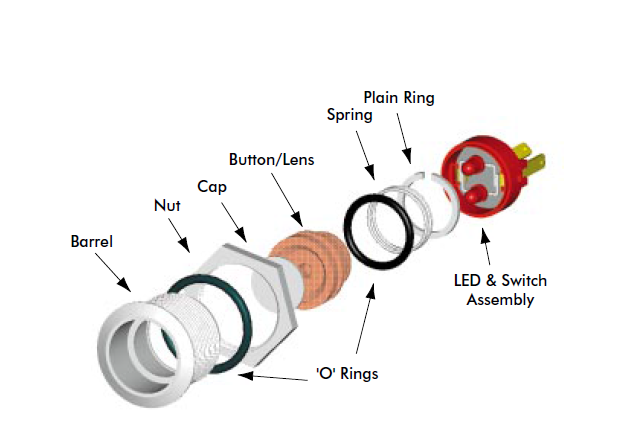 Plain Ring
Spring
Button/Lens
Cap
Nut
Barrel
LED & Switch
Assembly
'O' Rings